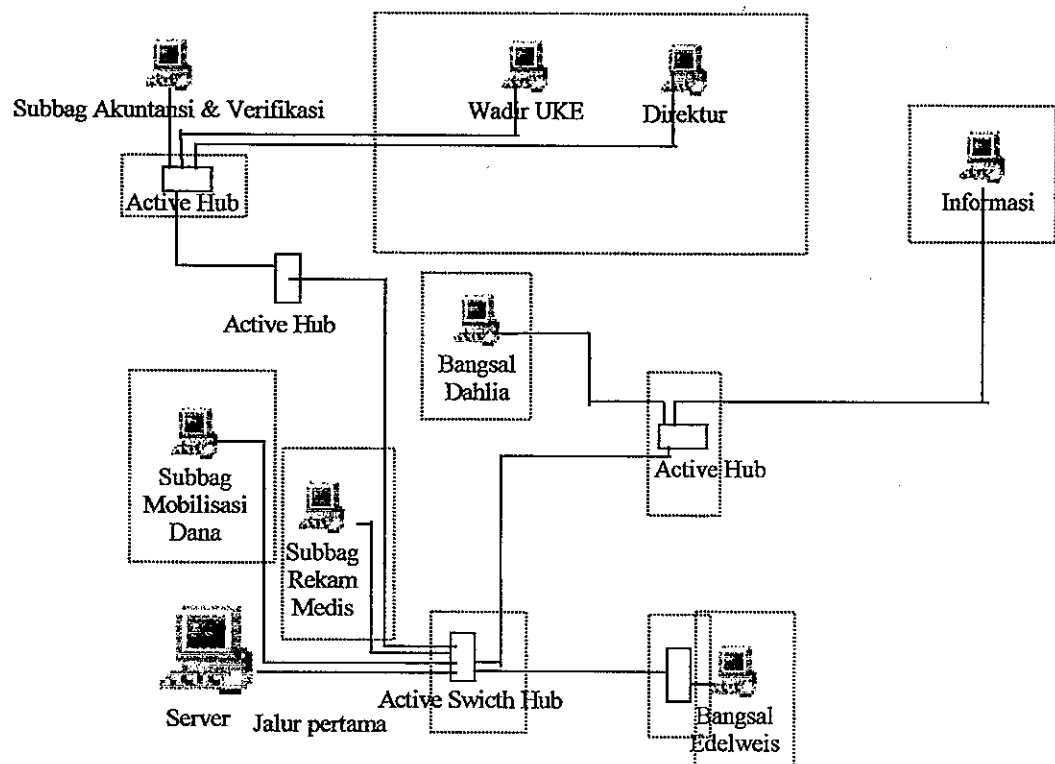 Subbag Akuntansi & Verifikasi
Wadir UKE
Direktur
Active Hub
Informasi
Active Hub
Bangsal
Dahlia
Active Hub
Subbag
Mobilisasi
Dana
Subbag
Rekam
Medis
Server
Jalur pertama
Active Swicth Hub
Bangsal
Edelweis